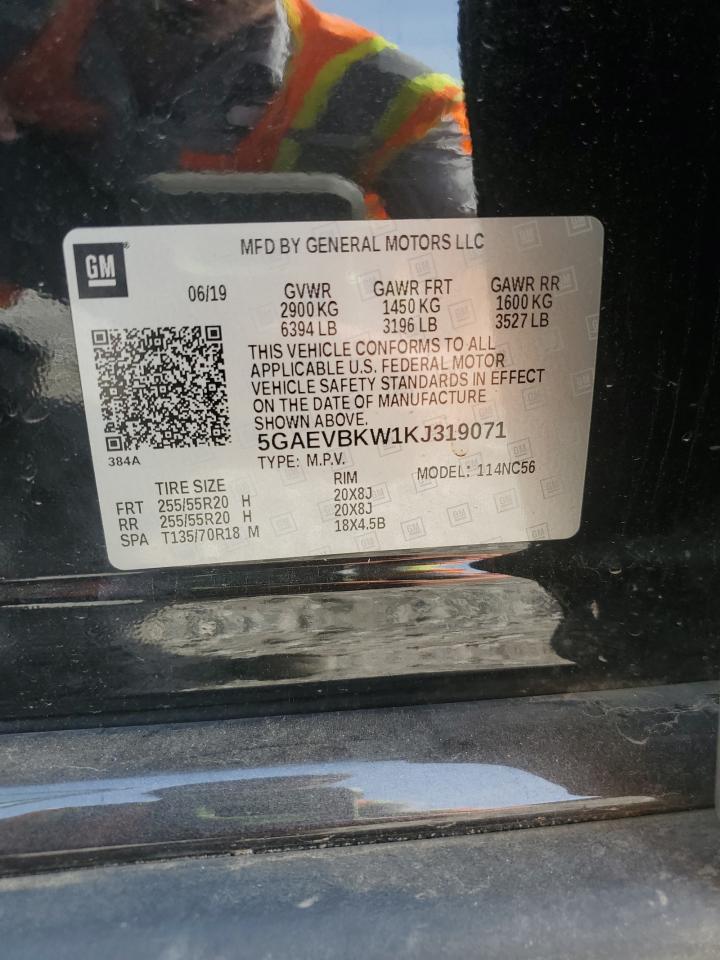 GM
MFD BY GENERAL MOTORS LLC
06/19
GVWR GAWR FRT GAWR RR
2900 KG 1450 KG 1600 KG
6394 LB 3196 LB 3527 LB
THIS VEHICLE CONFORMS TO ALL
APPLICABLE U.S. FEDERAL MOTOR
VEHICLE SAFETY STANDARDS IN EFFECT
ON THE DATE OF MANUFACTURE
SHOWN ABOVE.
5GAEVBKW1KJ319071
384A
TYPE: M.P.V. MODEL: 114NC56
TIRE SIZE RIM
FRT 255/55R20 H 20X8J
RR 255/55R20 H 20X8J
SPA T135/70R18 M 18X4.5B